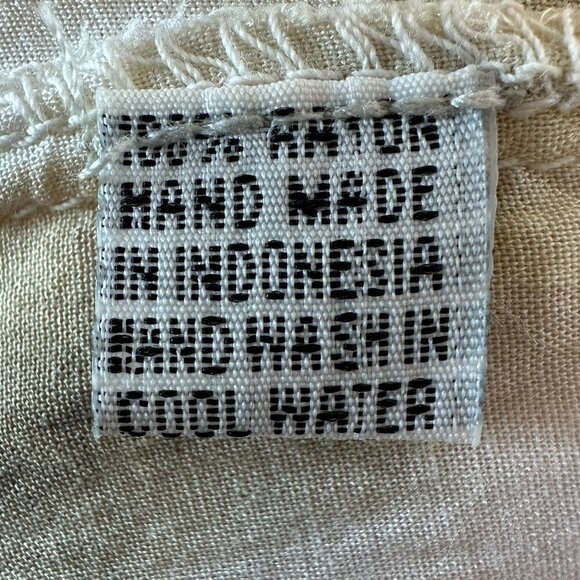 100% RAYON
HAND MADE
IN INDONESIA
HAND WASH IN
COOL WATER